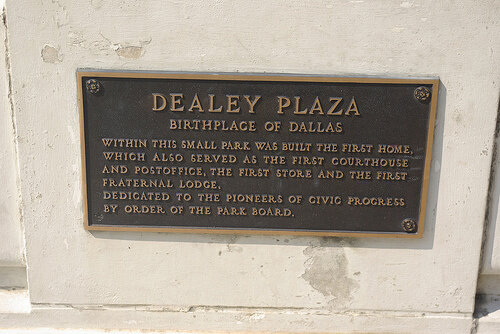 DEALEY PLAZA
BIRTHPLACE OF DALLAS
WITHIN THIS SMALL PARK WAS BUILT THE FIRST HOME,
WHICH ALSO SERVED AS THE FIRST COURTHOUSE
AND POSTOFFICE, THE FIRST STORE AND THE FIRST
FRATERNAL LODGE.
DEDICATED TO THE PIONEERS OF CIVIC PROGRESS
BY ORDER OF THE PARK BOARD.